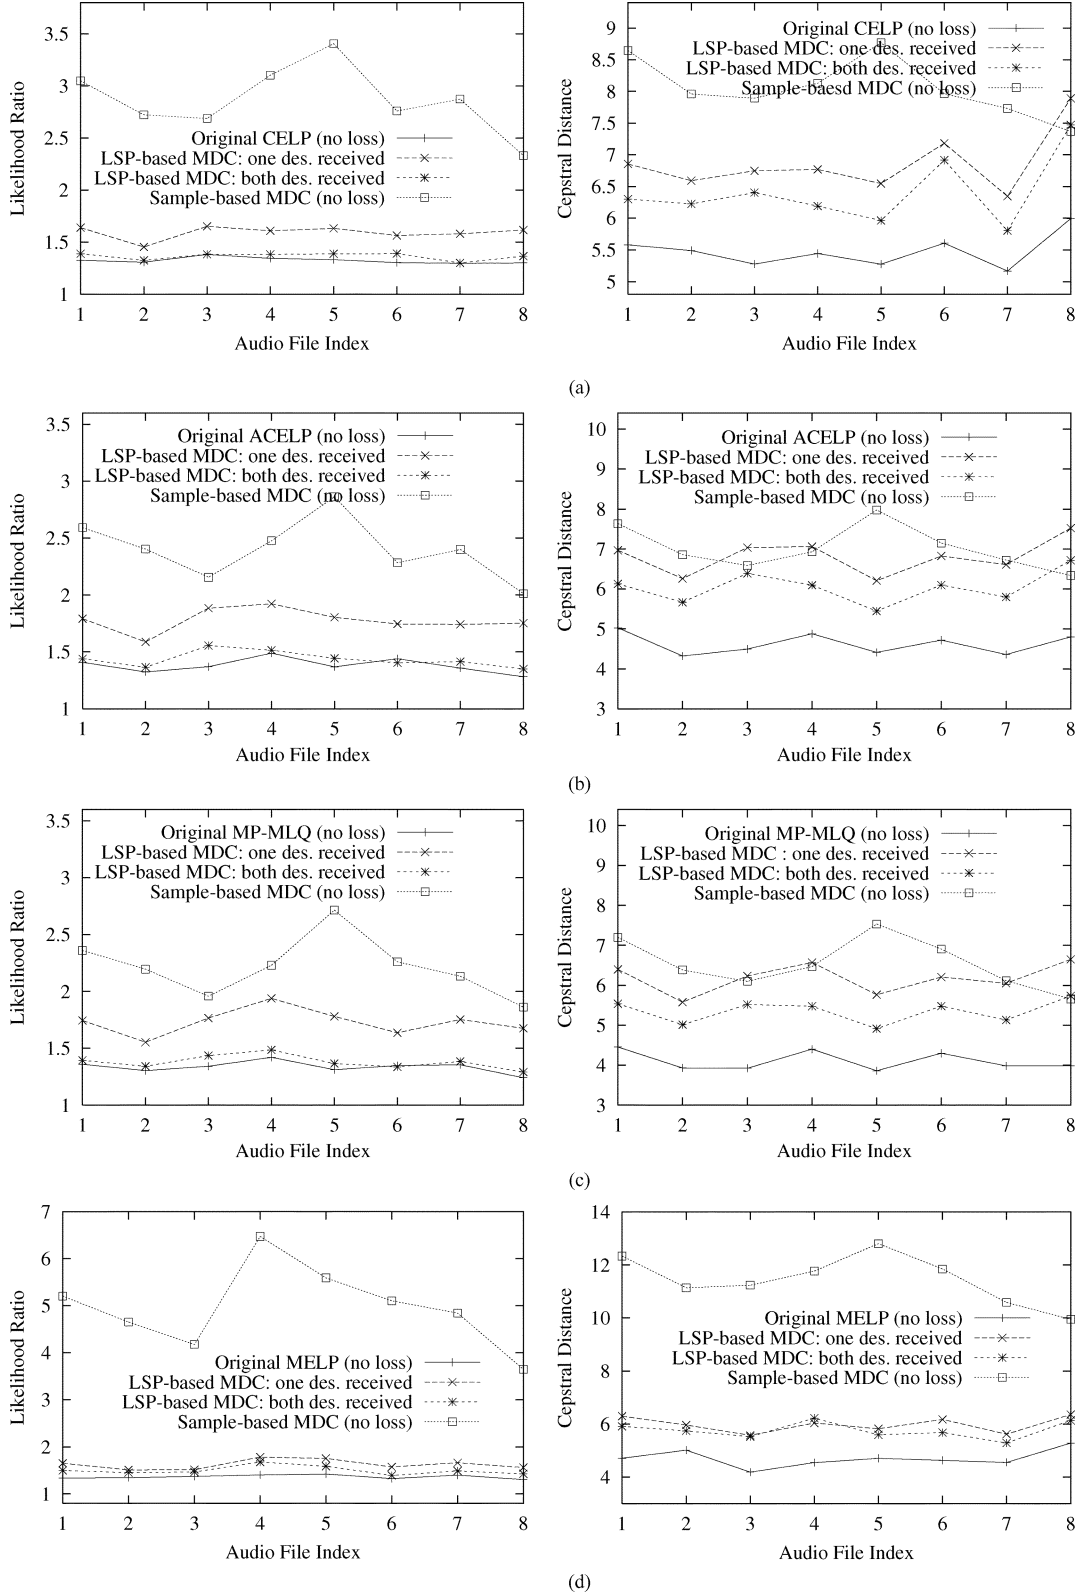 3.5
3
2.5
2
1.5
1
Likelihood Ratio
Original CELP (no loss)
LSP-based MDC: one des. received
LSP-based MDC: both des. received
Sample-based MDC (no loss)
1 2 3 4 5 6 7 8
Audio File Index
9
8.5
8
7.5
7
6.5
6
5.5
5
Cepstral Distance
Original CELP (no loss)
LSP-based MDC: one des. received
LSP-based MDC: both des. received
Sample-baesd MDC (no loss)
1 2 3 4 5 6 7 8
Audio File Index
(a)
3.5
3
2.5
2
1.5
1
Likelihood Ratio
Original ACELP (no loss)
LSP-based MDC: one des. received
LSP-based MDC: both des. received
Sample-based MDC (no loss)
1 2 3 4 5 6 7 8
Audio File Index
10
9
8
7
6
5
4
3
Cepstral Distance
Original ACELP (no loss)
LSP-based MDC: one des. received
LSP-based MDC: both des. received
Sample-based MDC (no loss)
1 2 3 4 5 6 7 8
Audio File Index
(b)
3.5
3
2.5
2
1.5
1
Likelihood Ratio
Original MP-MLQ (no loss)
LSP-based MDC: one des. received
LSP-based MDC: both des. received
Sample-based MDC (no loss)
1 2 3 4 5 6 7 8
Audio File Index
10
9
8
7
6
5
4
3
Cepstral Distance
Original MP-MLQ (no loss)
LSP-based MDC : one des. received
LSP-based MDC: both des. received
Sample-based MDC (no loss)
1 2 3 4 5 6 7 8
Audio File Index
(c)
7
6
5
4
3
2
1
Likelihood Ratio
Original MELP (no loss)
LSP-based MDC: one des. received
LSP-based MDC: both des. received
Sample-based MDC (no loss)
1 2 3 4 5 6 7 8
Audio File Index
14
12
10
8
6
4
Cepstral Distance
Original MELP (no loss)
LSP-based MDC: one des. received
LSP-based MDC: both des. received
Sample-based MDC (no loss)
1 2 3 4 5 6 7 8
Audio File Index
(d)